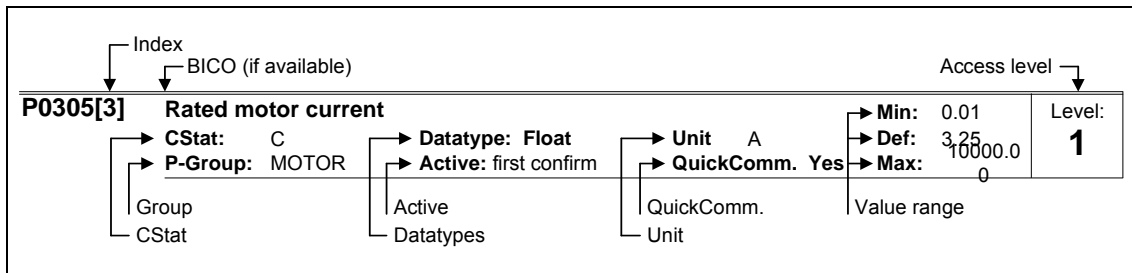 Index
BICO (if available) Access level
P0305[3] Rated motor current Min: 0.01 Level:
CStat: C Datatype: Float Unit A Def: 3.25 1
P-Group: MOTOR Active: first confirm QuickComm. Yes Max: 10000.0
0
Group Active QuickComm. Value range
CStat Datatypes Unit